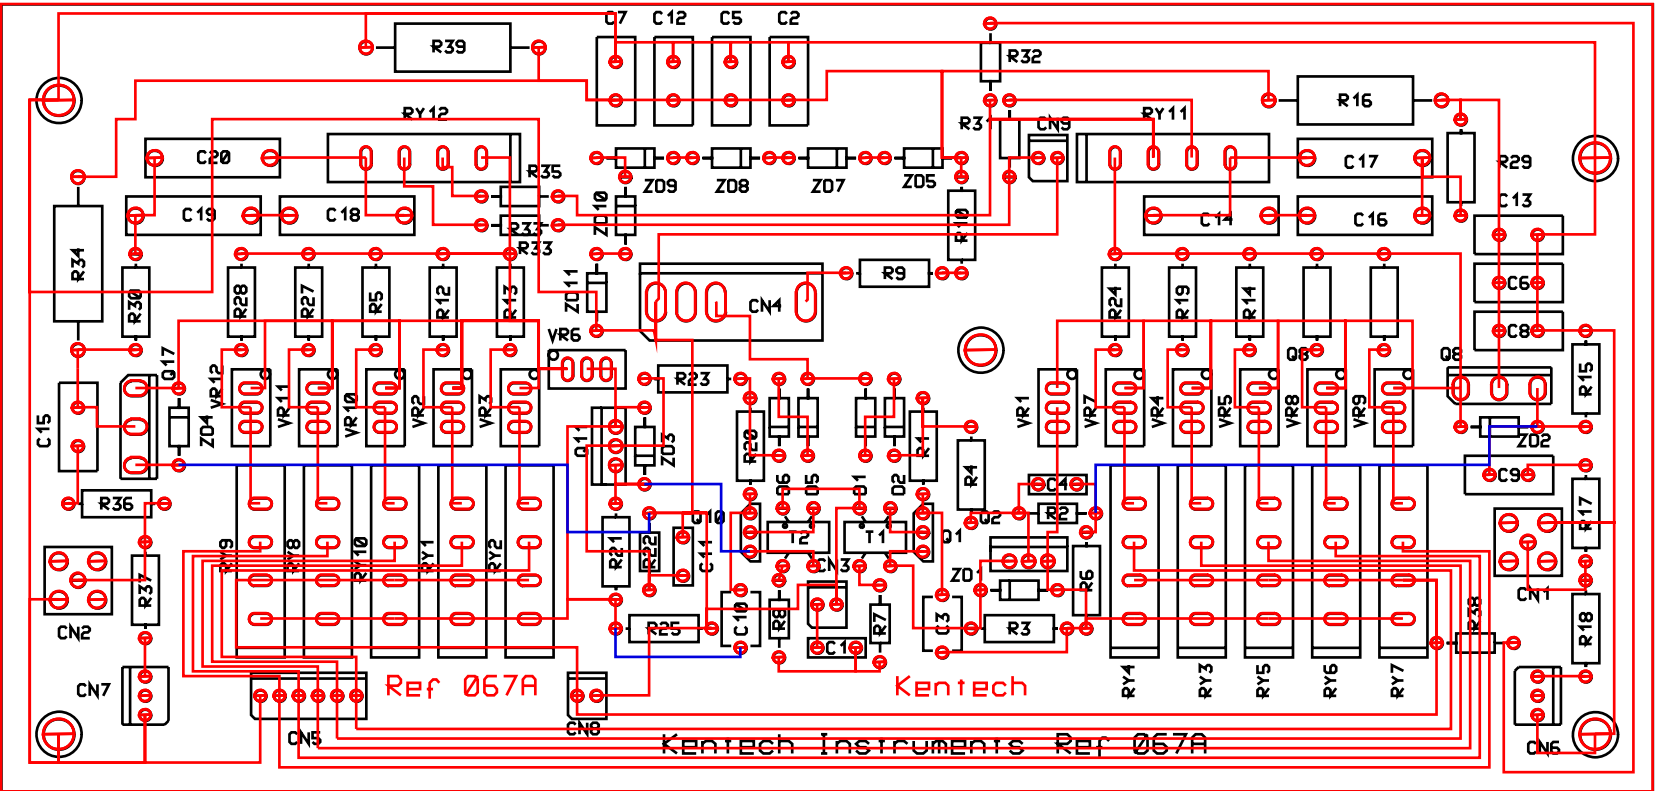 C7 C12 C5 C2
R39 R32
R16
RY12 R31 CN9 RY11
C20 ZD9 ZD8 ZD7 ZD5 C17 R29
R35
C19 C18 R33 ZD10 R10 C14 C16 C13
R33
R34 R30 R28 R27 R5 R12 R13 ZD11 CN4 R9 R24 R19 R14 C6
VR6 C8
Q17 R23 Q8 Q8 R15
C15 ZD4 VR12 VR11 VR10 VR2 VR3 Q11 ZD3 R20 R1 R4 VR1 VR7 VR4 VR5 VR8 VR9 ZD2
R36 C4 C9
Q10 Q2 R2 R17
RY9 RY8 RY10 RY1 RY2 R21 R22 C11 T2 T1 Q1
CN3 ZD1 R6
R37 CN1
CN2 R25 C10 R8 R7 C3 R3 R38 R18
C1
CN7 Ref 067A Kentech RY4 RY3 RY5 RY6 RY7
CN5 CN8 CN6
Kentech Instruments Ref 067A